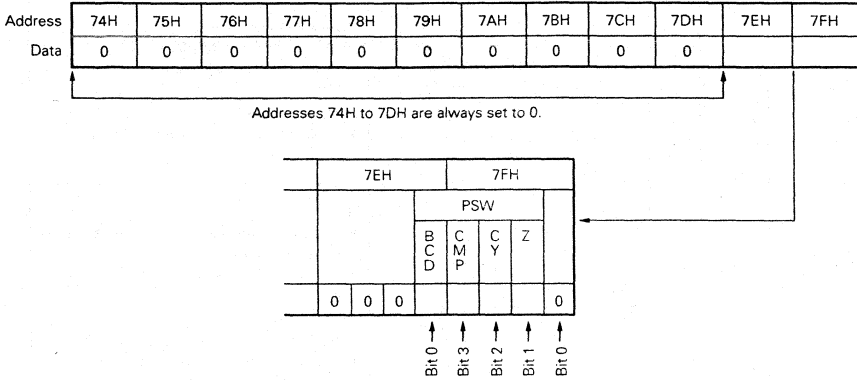 Address 74H 75H 76H 77H 78H 79H 7AH 7BH 7CH 7DH 7EH 7FH
Data 0 0 0 0 0 0 0 0 0 0
Addresses 74H to 7DH are always set to 0.
7EH 7FH
PSW
BCD CMP CY Z
0 0 0 0
Bit 0 Bit 3 Bit 2 Bit 1 Bit 0